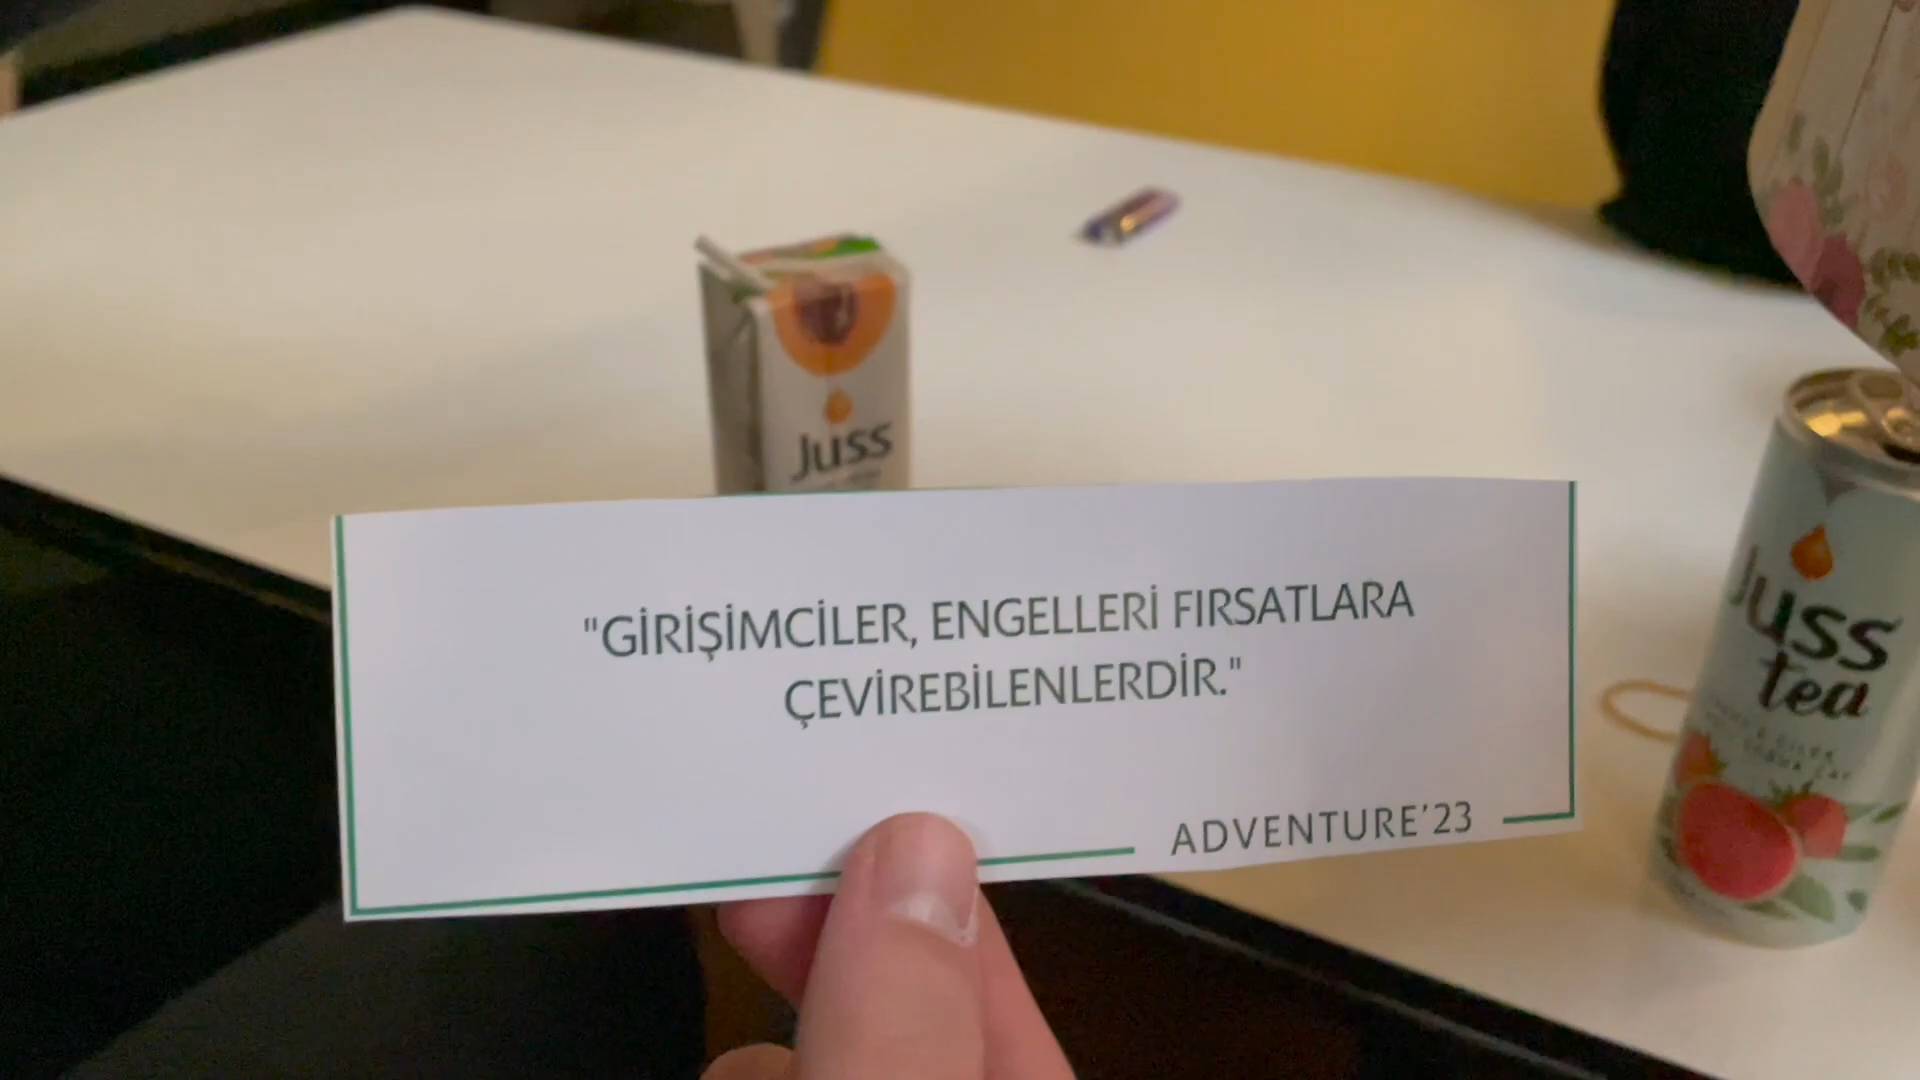 Juss
"GİRİŞİMCİLER, ENGELLERİ FIRSATLARA
ÇEVİREBİLENLERDİR."
ADVENTURE'23
Juss
tea